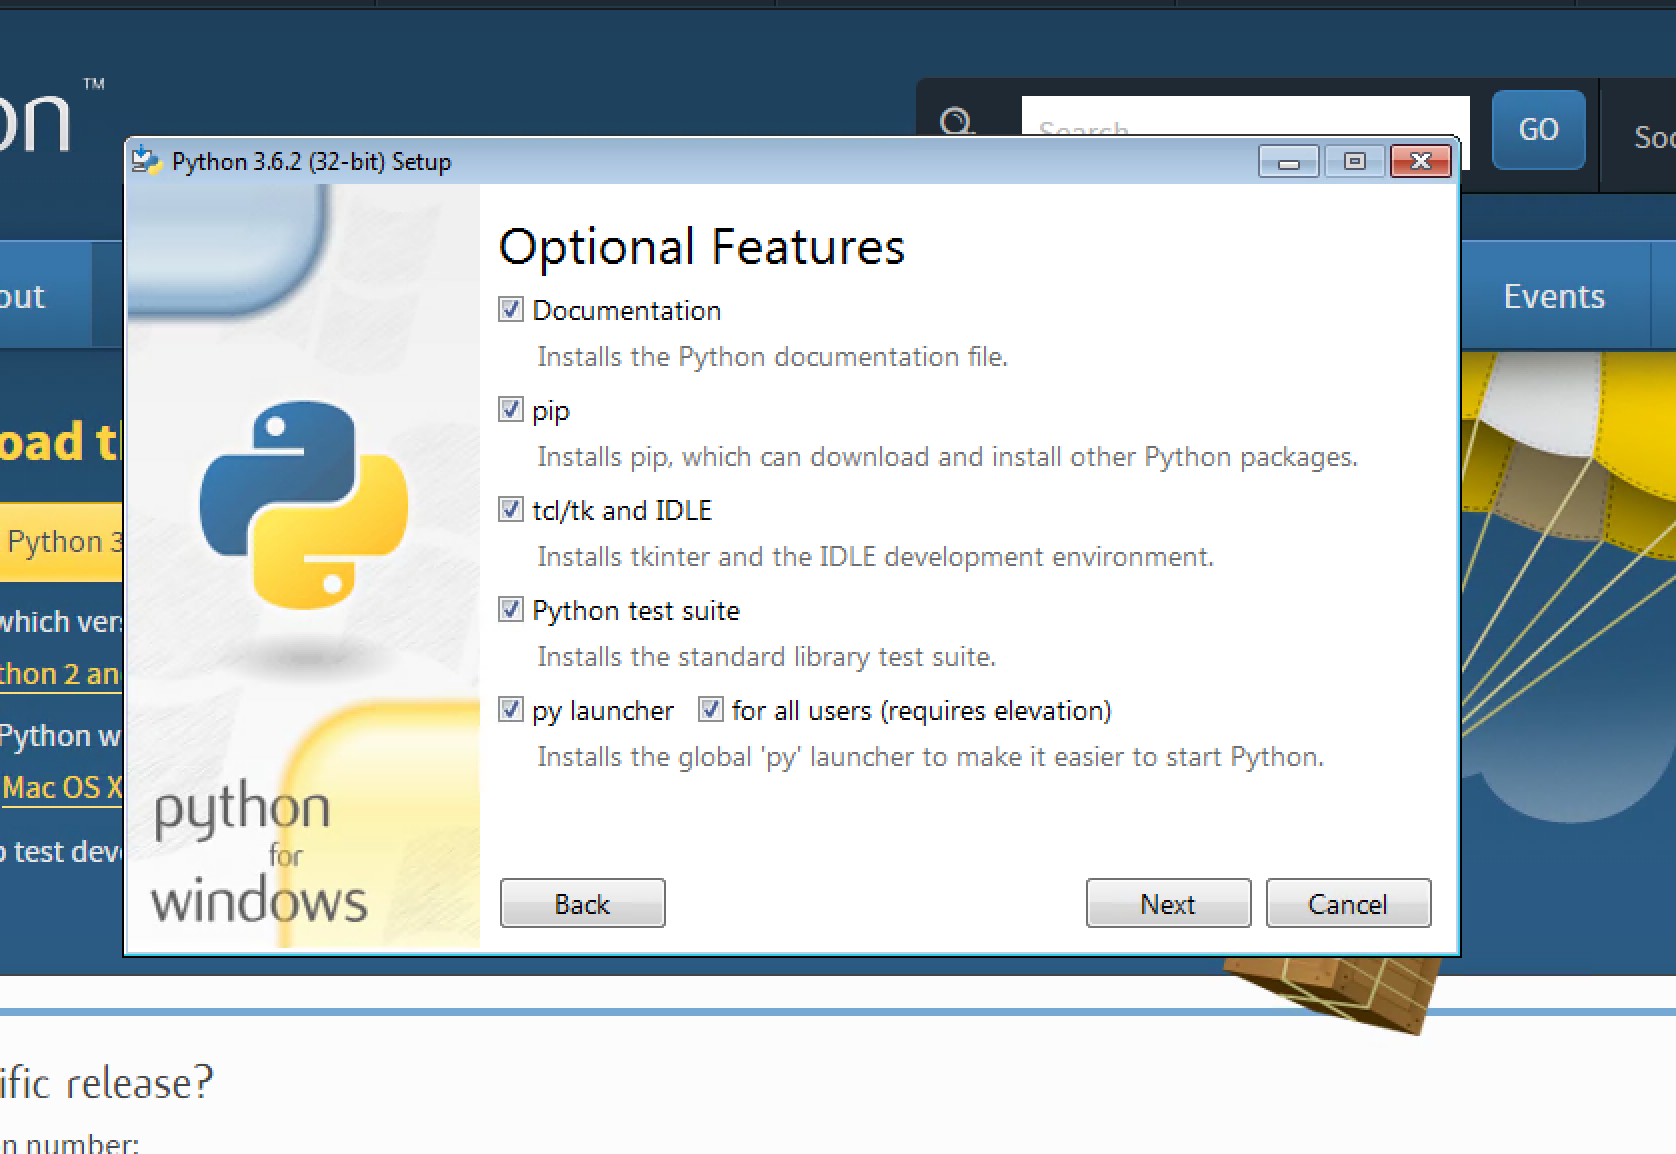 on™
Search
GO
Soc
Python 3.6.2 (32-bit) Setup
out
Events
Optional Features
Documentation
Installs the Python documentation file.
pip
Installs pip, which can download and install other Python packages.
tcl/tk and IDLE
Installs tkinter and the IDLE development environment.
Python test suite
Installs the standard library test suite.
py launcher for all users (requires elevation)
Installs the global 'py' launcher to make it easier to start Python.
Back
Next
Cancel
python
for
windows
oad t
Python 3
which vers
thon 2 an
Python w
Mac OS X
test deve
ific release?
n number: